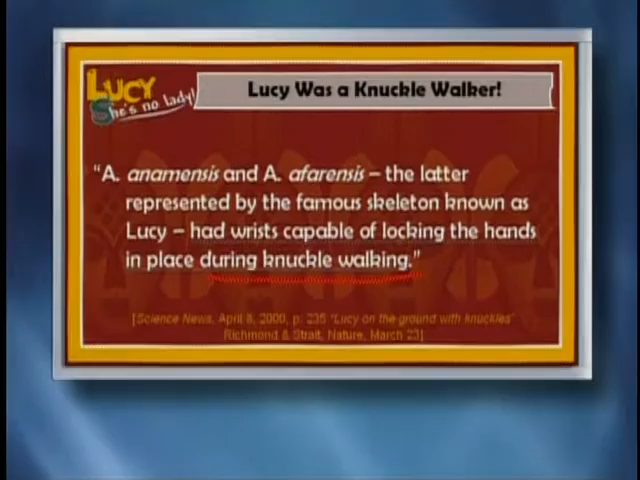 LUCY
She's no lady!
Lucy Was a Knuckle Walker!
"A. anamensis and A. afarensis – the latter
represented by the famous skeleton known as
Lucy – had wrists capable of locking the hands
in place during knuckle walking."
[Science News, April 8, 2000, p. 235 "Lucy on the ground with knuckles"
Richmond & Strait, Nature, March 23]